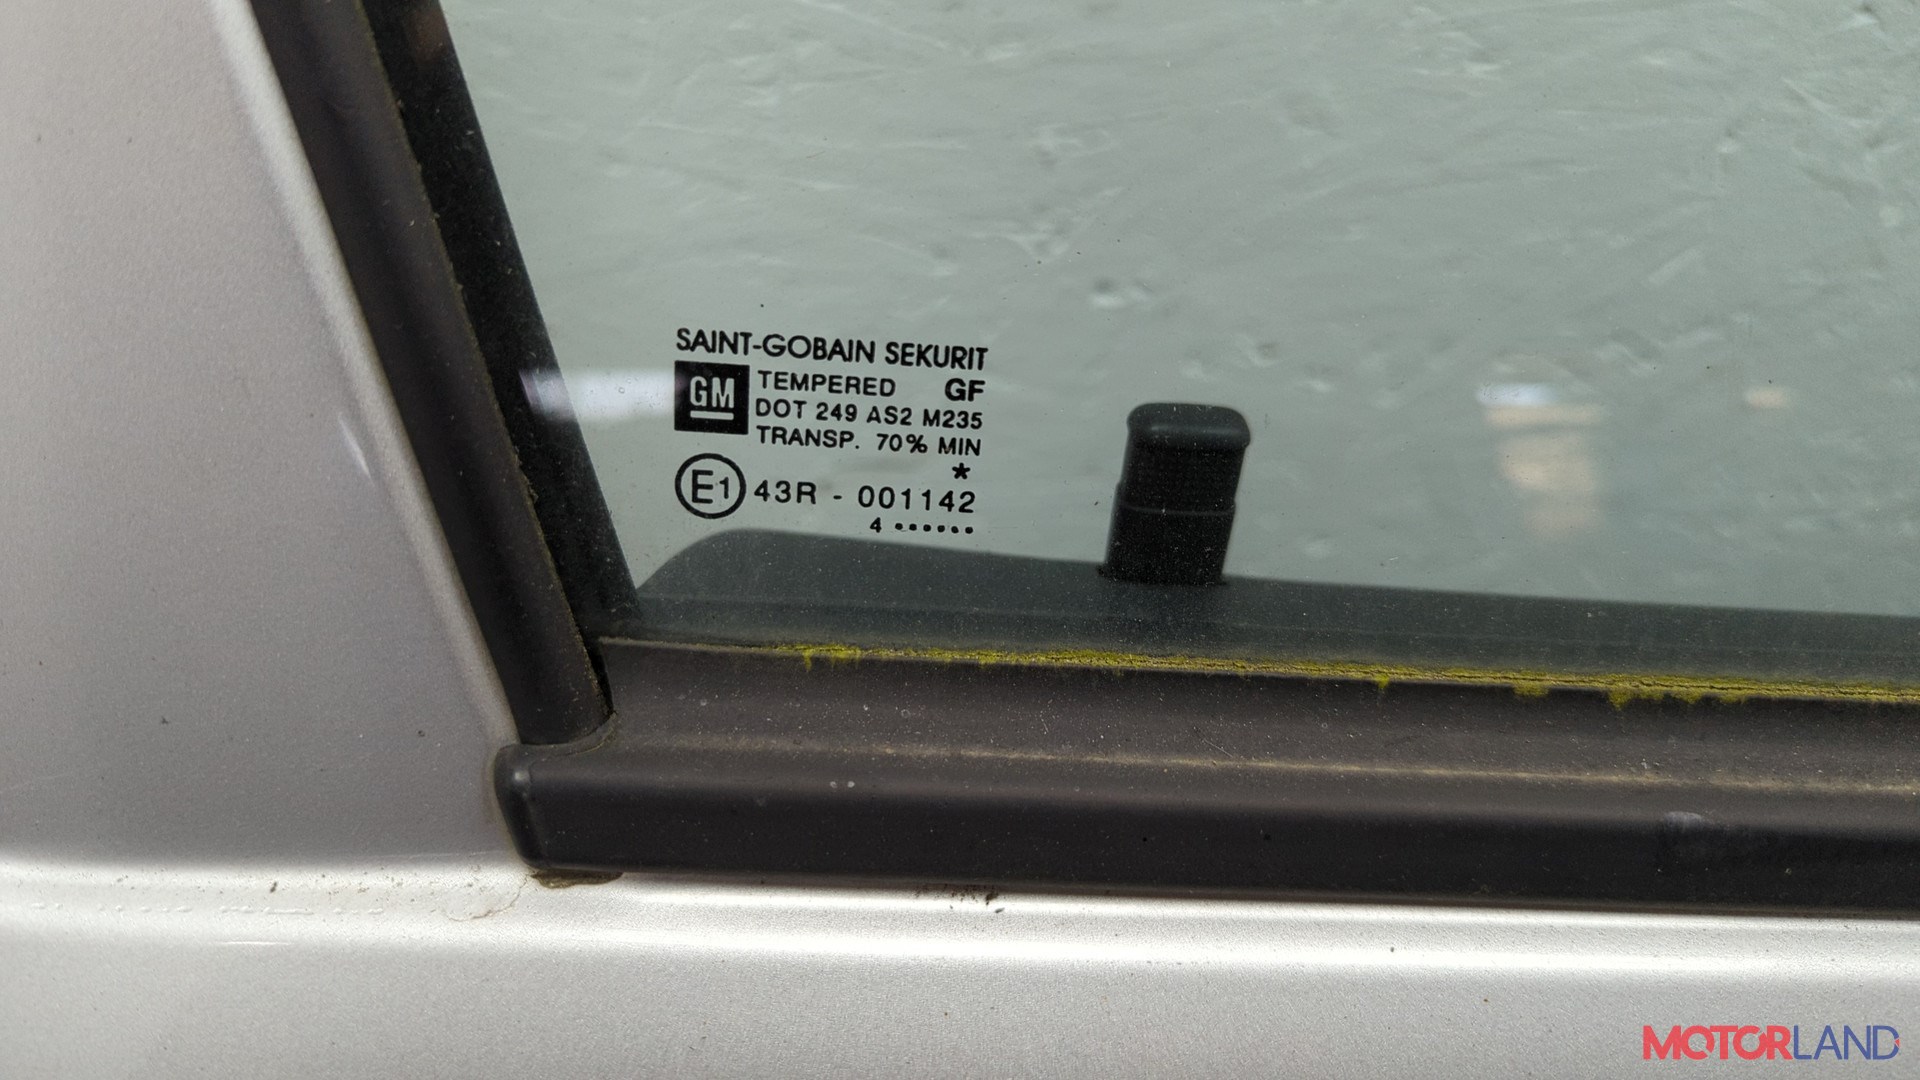 SAINT-GOBAIN SEKURIT
GM
TEMPERED GF
DOT 249 AS2 M235
TRANSP. 70% MIN
*
E1 43R - 001142
4 ......
MOTORLAND